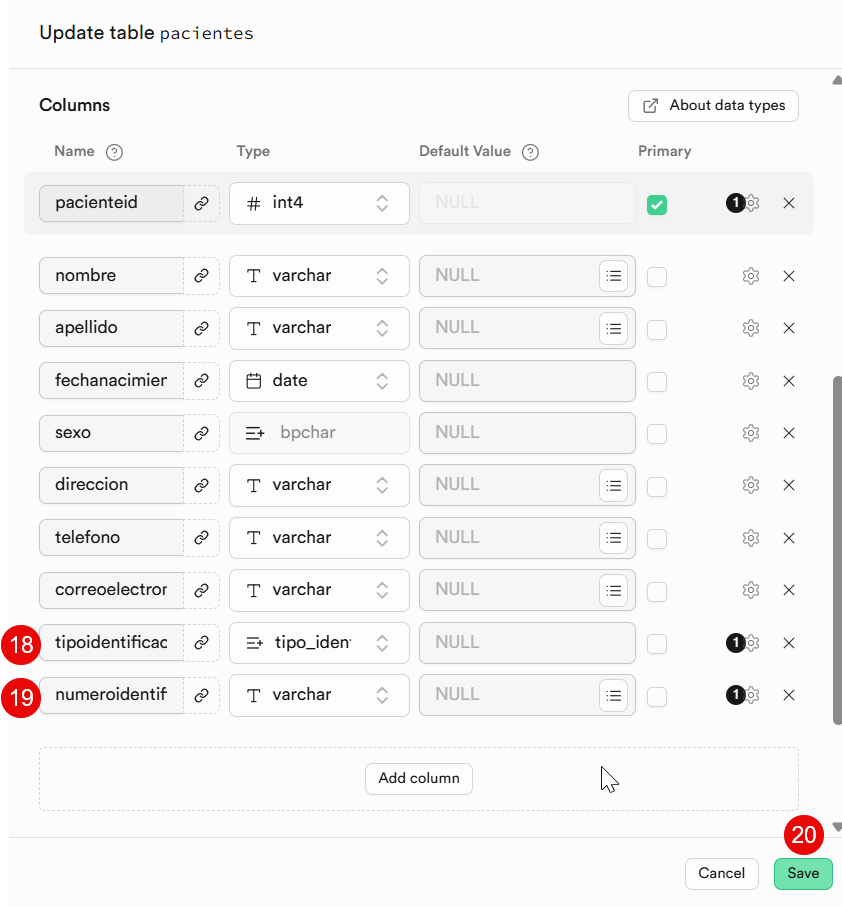 Update table pacientes
Columns
About data types
Name ? Type Default Value ? Primary
pacienteid # int4 NULL 1
nombre T varchar NULL
apellido T varchar NULL
fechanacimier date NULL
sexo bpchar NULL
direccion T varchar NULL
telefono T varchar NULL
correoelectror T varchar NULL
18 tipoidentificac tipo_iden NULL 1
19 numeroidentif T varchar NULL 1
Add column
20
Cancel Save